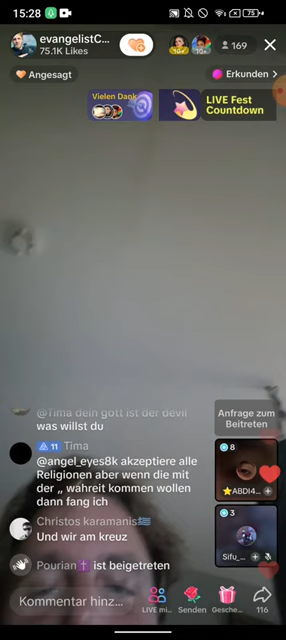 15:28
75
evangelistC...
75.1K Likes
169
Angesagt
Erkunden >
Vielen Dank
LIVE Fest
Countdown
@Tima dein gott ist der devil
was willst du
11 Tima
@angel_eyes8k akzeptiere alle
Religionen aber wenn die mit
der „ wahreit kommen wollen
dann fang ich
Christos karamanis🇬🇷
Und wir am kreuz
Pourian✝️ ist beigetreten
Anfrage zum
Beitreten
8
⭐ABDI4...
3
Sifu_...
Kommentar hinz...
LIVE mi...
Senden
Gesche...
116